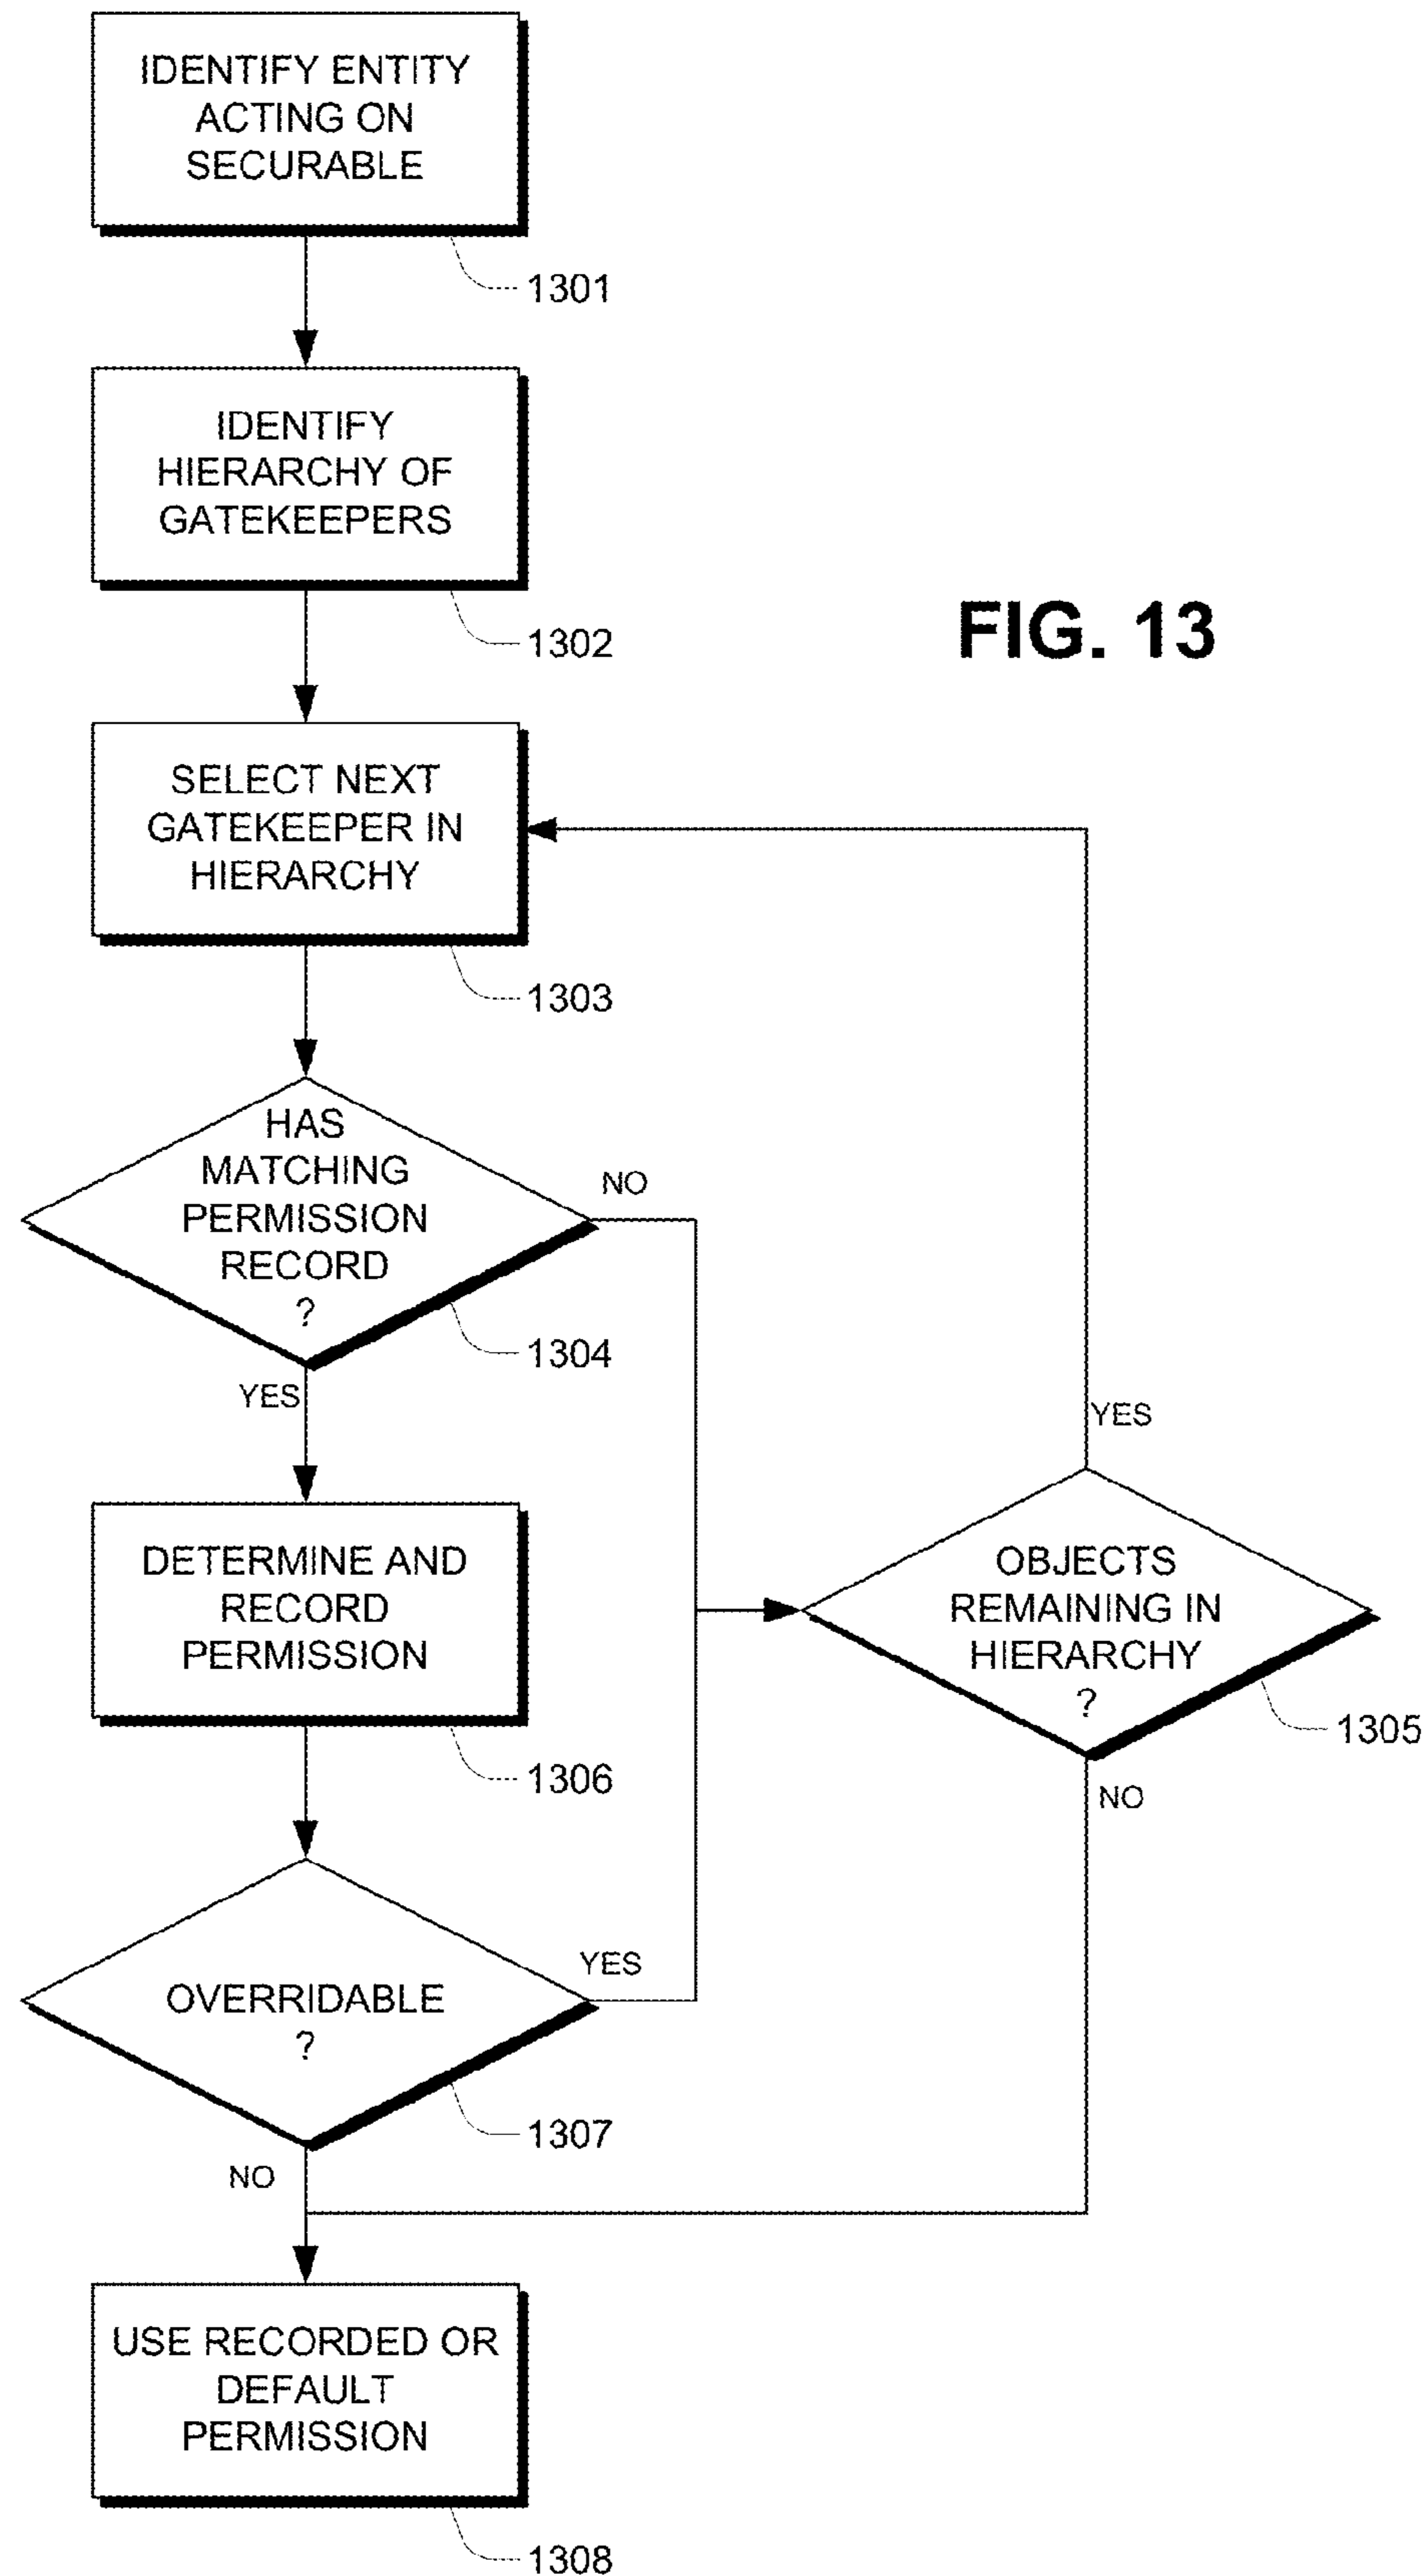 IDENTIFY ENTITY
ACTING ON
SECURABLE
1301
IDENTIFY
HIERARCHY OF
GATEKEEPERS
1302
FIG. 13
SELECT NEXT
GATEKEEPER IN
HIERARCHY
1303
HAS
MATCHING
PERMISSION
RECORD
?
NO
1304
YES
YES
OBJECTS
REMAINING IN
HIERARCHY
?
1305
NO
DETERMINE AND
RECORD
PERMISSION
1306
OVERRIDABLE
?
YES
1307
NO
USE RECORDED OR
DEFAULT
PERMISSION
1308